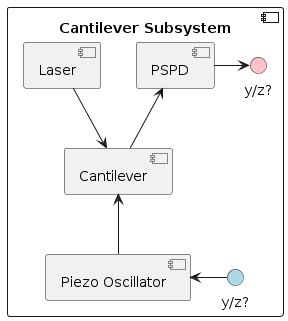 Cantilever Subsystem
Laser
PSPD
y/z?
Cantilever
Piezo Oscillator
y/z?